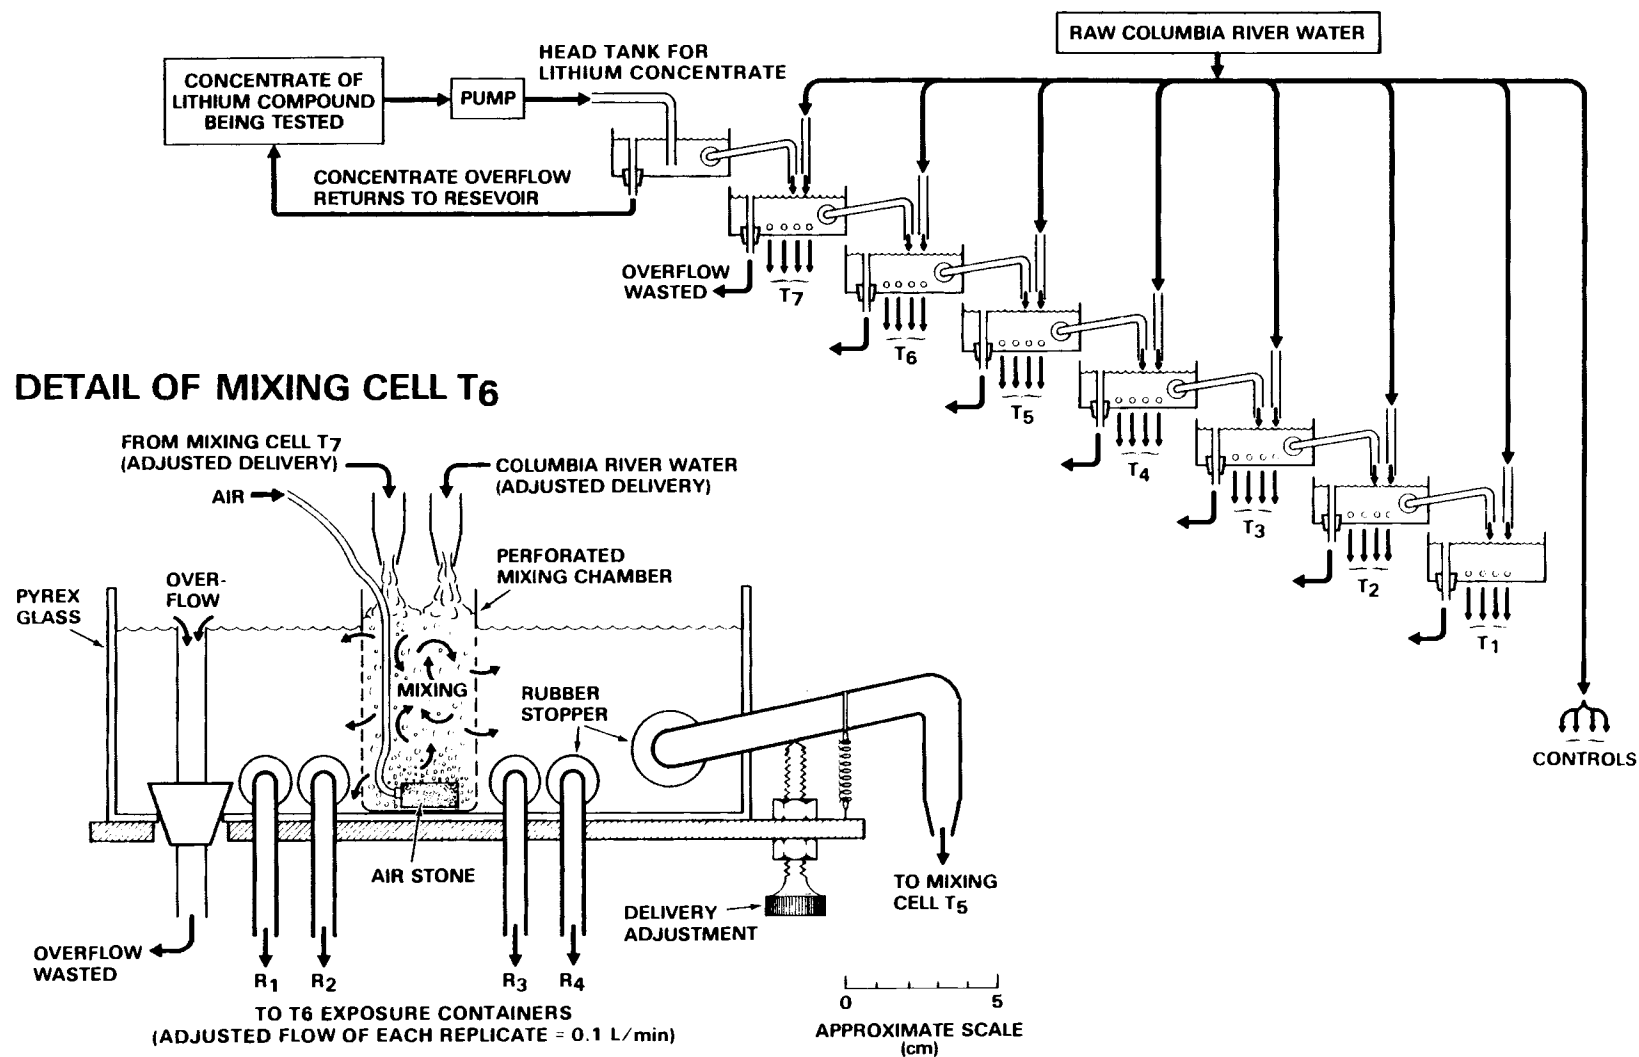 RAW COLUMBIA RIVER WATER
HEAD TANK FOR
LITHIUM CONCENTRATE
CONCENTRATE OF
LITHIUM COMPOUND
BEING TESTED
PUMP
CONCENTRATE OVERFLOW
RETURNS TO RESEVOIR
OVERFLOW
WASTED
T7
T6
T5
T4
T3
T2
T1
CONTROLS
DETAIL OF MIXING CELL T6
FROM MIXING CELL T7
(ADJUSTED DELIVERY)
AIR
COLUMBIA RIVER WATER
(ADJUSTED DELIVERY)
PERFORATED
MIXING CHAMBER
PYREX
GLASS
OVER-
FLOW
MIXING
RUBBER
STOPPER
AIR STONE
DELIVERY
ADJUSTMENT
TO MIXING
CELL T5
OVERFLOW
WASTED
R1
R2
R3
R4
TO T6 EXPOSURE CONTAINERS
(ADJUSTED FLOW OF EACH REPLICATE = 0.1 L/min)
0
5
APPROXIMATE SCALE
(cm)